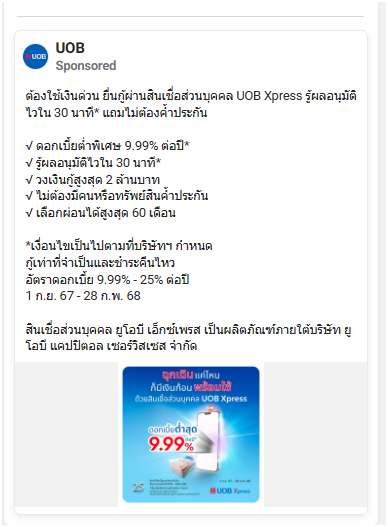 UOB
UOB
Sponsored
ต้องใช้เงินด่วน ยื่นกู้ผ่านสินเชื่อส่วนบุคคล UOB Xpress รู้ผลอนุมัติ
ไวใน 30 นาที* แถมไม่ต้องค้ำประกัน
√ ดอกเบี้ยต่ำพิเศษ 9.99% ต่อปี*
√ รู้ผลอนุมัติไวใน 30 นาที*
√ วงเงินกู้สูงสุด 2 ล้านบาท
√ ไม่ต้องมีคนหรือทรัพย์สินค้ำประกัน
√ เลือกผ่อนได้สูงสุด 60 เดือน
*เงื่อนไขเป็นไปตามที่บริษัทฯ กำหนด
กู้เท่าที่จำเป็นและชำระคืนไหว
อัตราดอกเบี้ย 9.99% - 25% ต่อปี
1 ก.ย. 67 - 28 ก.พ. 68
สินเชื่อส่วนบุคคล ยูโอบี เอ็กซ์เพรส เป็นผลิตภัณฑ์ภายใต้บริษัท ยู
โอบี แคปปิตอล เซอร์วิสเซส จำกัด
ฉุกเฉิน แค่ไหน
ก็มีเงินก้อน พร้อมใช้
ด้วยสินเชื่อส่วนบุคคล UOB Xpress
ดอกเบี้ยต่ำสุด
9.99%
UOB Xpress